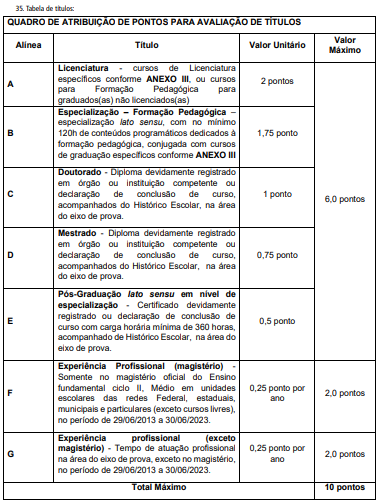 35. Tabela de títulos:
QUADRO DE ATRIBUIÇÃO DE PONTOS PARA AVALIAÇÃO DE TÍTULOS
Alínea
Título
Valor Unitário
Valor
Máximo
A
Licenciatura - cursos de Licenciatura
específicos conforme ANEXO III, ou cursos
para Formação Pedagógica para
graduados(as) não licenciados(as)
2 pontos
B
Especialização – Formação Pedagógica –
especialização lato sensu, com no mínimo
120h de conteúdos programáticos dedicados à
formação pedagógica, conjugada com cursos
de graduação específicos conforme ANEXO III
1,75 ponto
C
Doutorado - Diploma devidamente registrado
em órgão ou instituição competente ou
declaração de conclusão de curso,
acompanhados do Histórico Escolar, na área
do eixo de prova.
1 ponto
6,0 pontos
D
Mestrado - Diploma devidamente registrado
em órgão ou instituição competente ou
declaração de conclusão de curso,
acompanhados do Histórico Escolar, na área
do eixo de prova.
0,75 ponto
E
Pós-Graduação lato sensu em nível de
especialização - Certificado devidamente
registrado ou declaração de conclusão de
curso com carga horária mínima de 360 horas,
acompanhado de Histórico Escolar, na área do
eixo de prova.
0,5 ponto
F
Experiência Profissional (magistério) -
Somente no magistério oficial do Ensino
fundamental ciclo II, Médio em unidades
escolares das redes Federal, estaduais,
municipais e particulares (exceto cursos livres),
no período de 29/06/2013 a 30/06/2023.
0,25 ponto por
ano
2,0 pontos
G
Experiência profissional (exceto
magistério) - Tempo de atuação profissional
na área do eixo de prova, exceto no magistério,
no período de 29/06/2013 a 30/06/2023.
0,25 ponto por
ano
2,0 pontos
Total Máximo
10 pontos